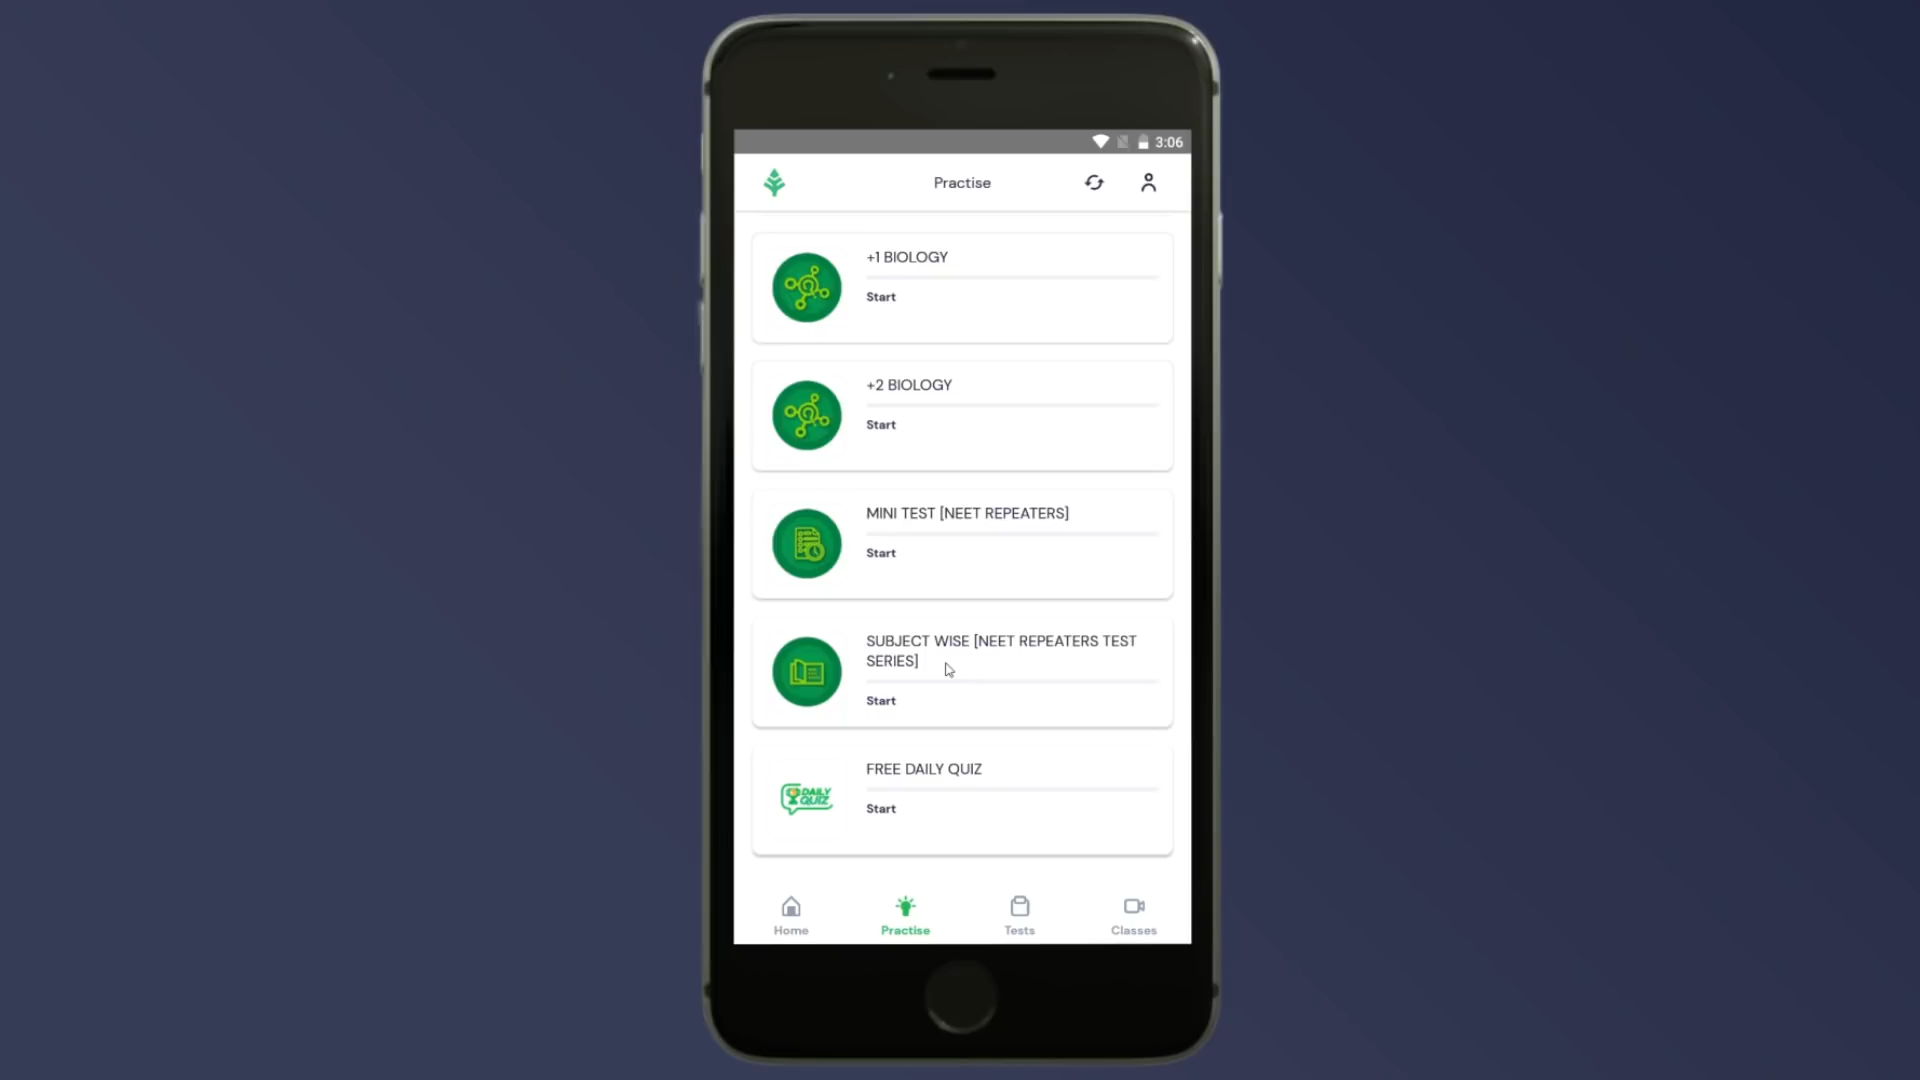 3:06
Practise
+1 BIOLOGY
Start
+2 BIOLOGY
Start
MINI TEST [NEET REPEATERS]
Start
SUBJECT WISE [NEET REPEATERS TEST
SERIES]
Start
DAILY
QUIZ
FREE DAILY QUIZ
Start
Home
Practise
Tests
Classes